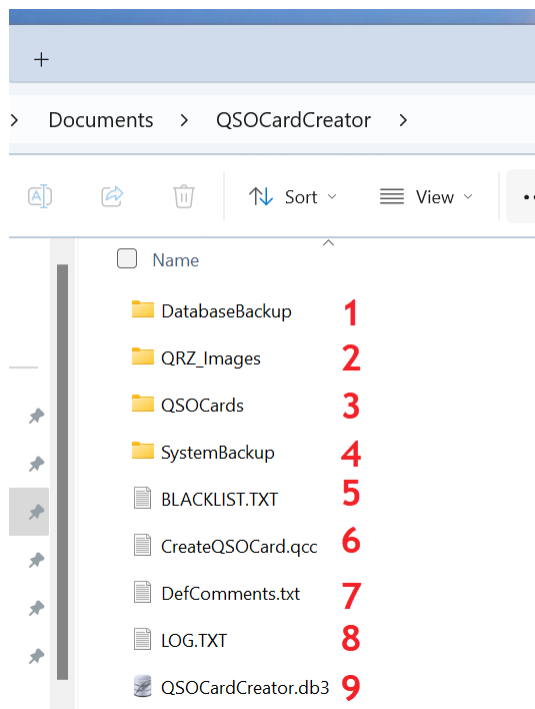 +
> Documents > QSOCardCreator >
Sort View
Name
DatabaseBackup 1
QRZ_Images 2
QSOCards 3
SystemBackup 4
BLACKLIST.TXT 5
CreateQSOCard.qcc 6
DefComments.txt 7
LOG.TXT 8
QSOCardCreator.db3 9